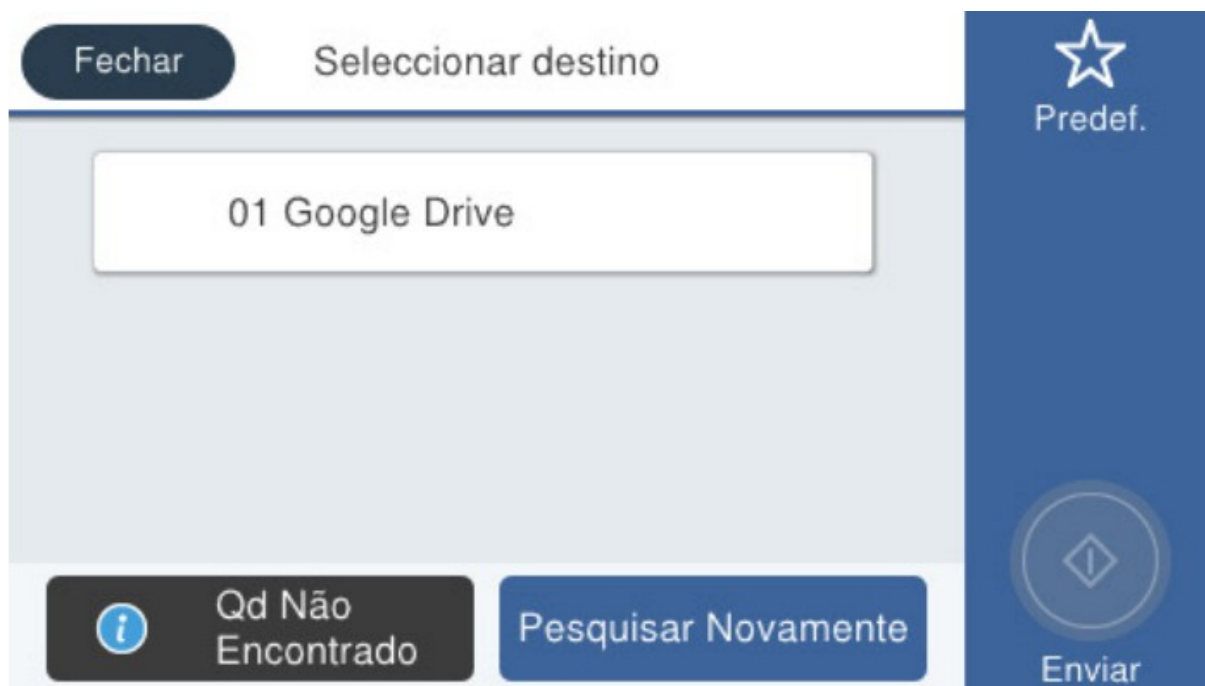 Fechar
Seleccionar destino
Predef.
01 Google Drive
Qd Não
Encontrado
Pesquisar Novamente
Enviar